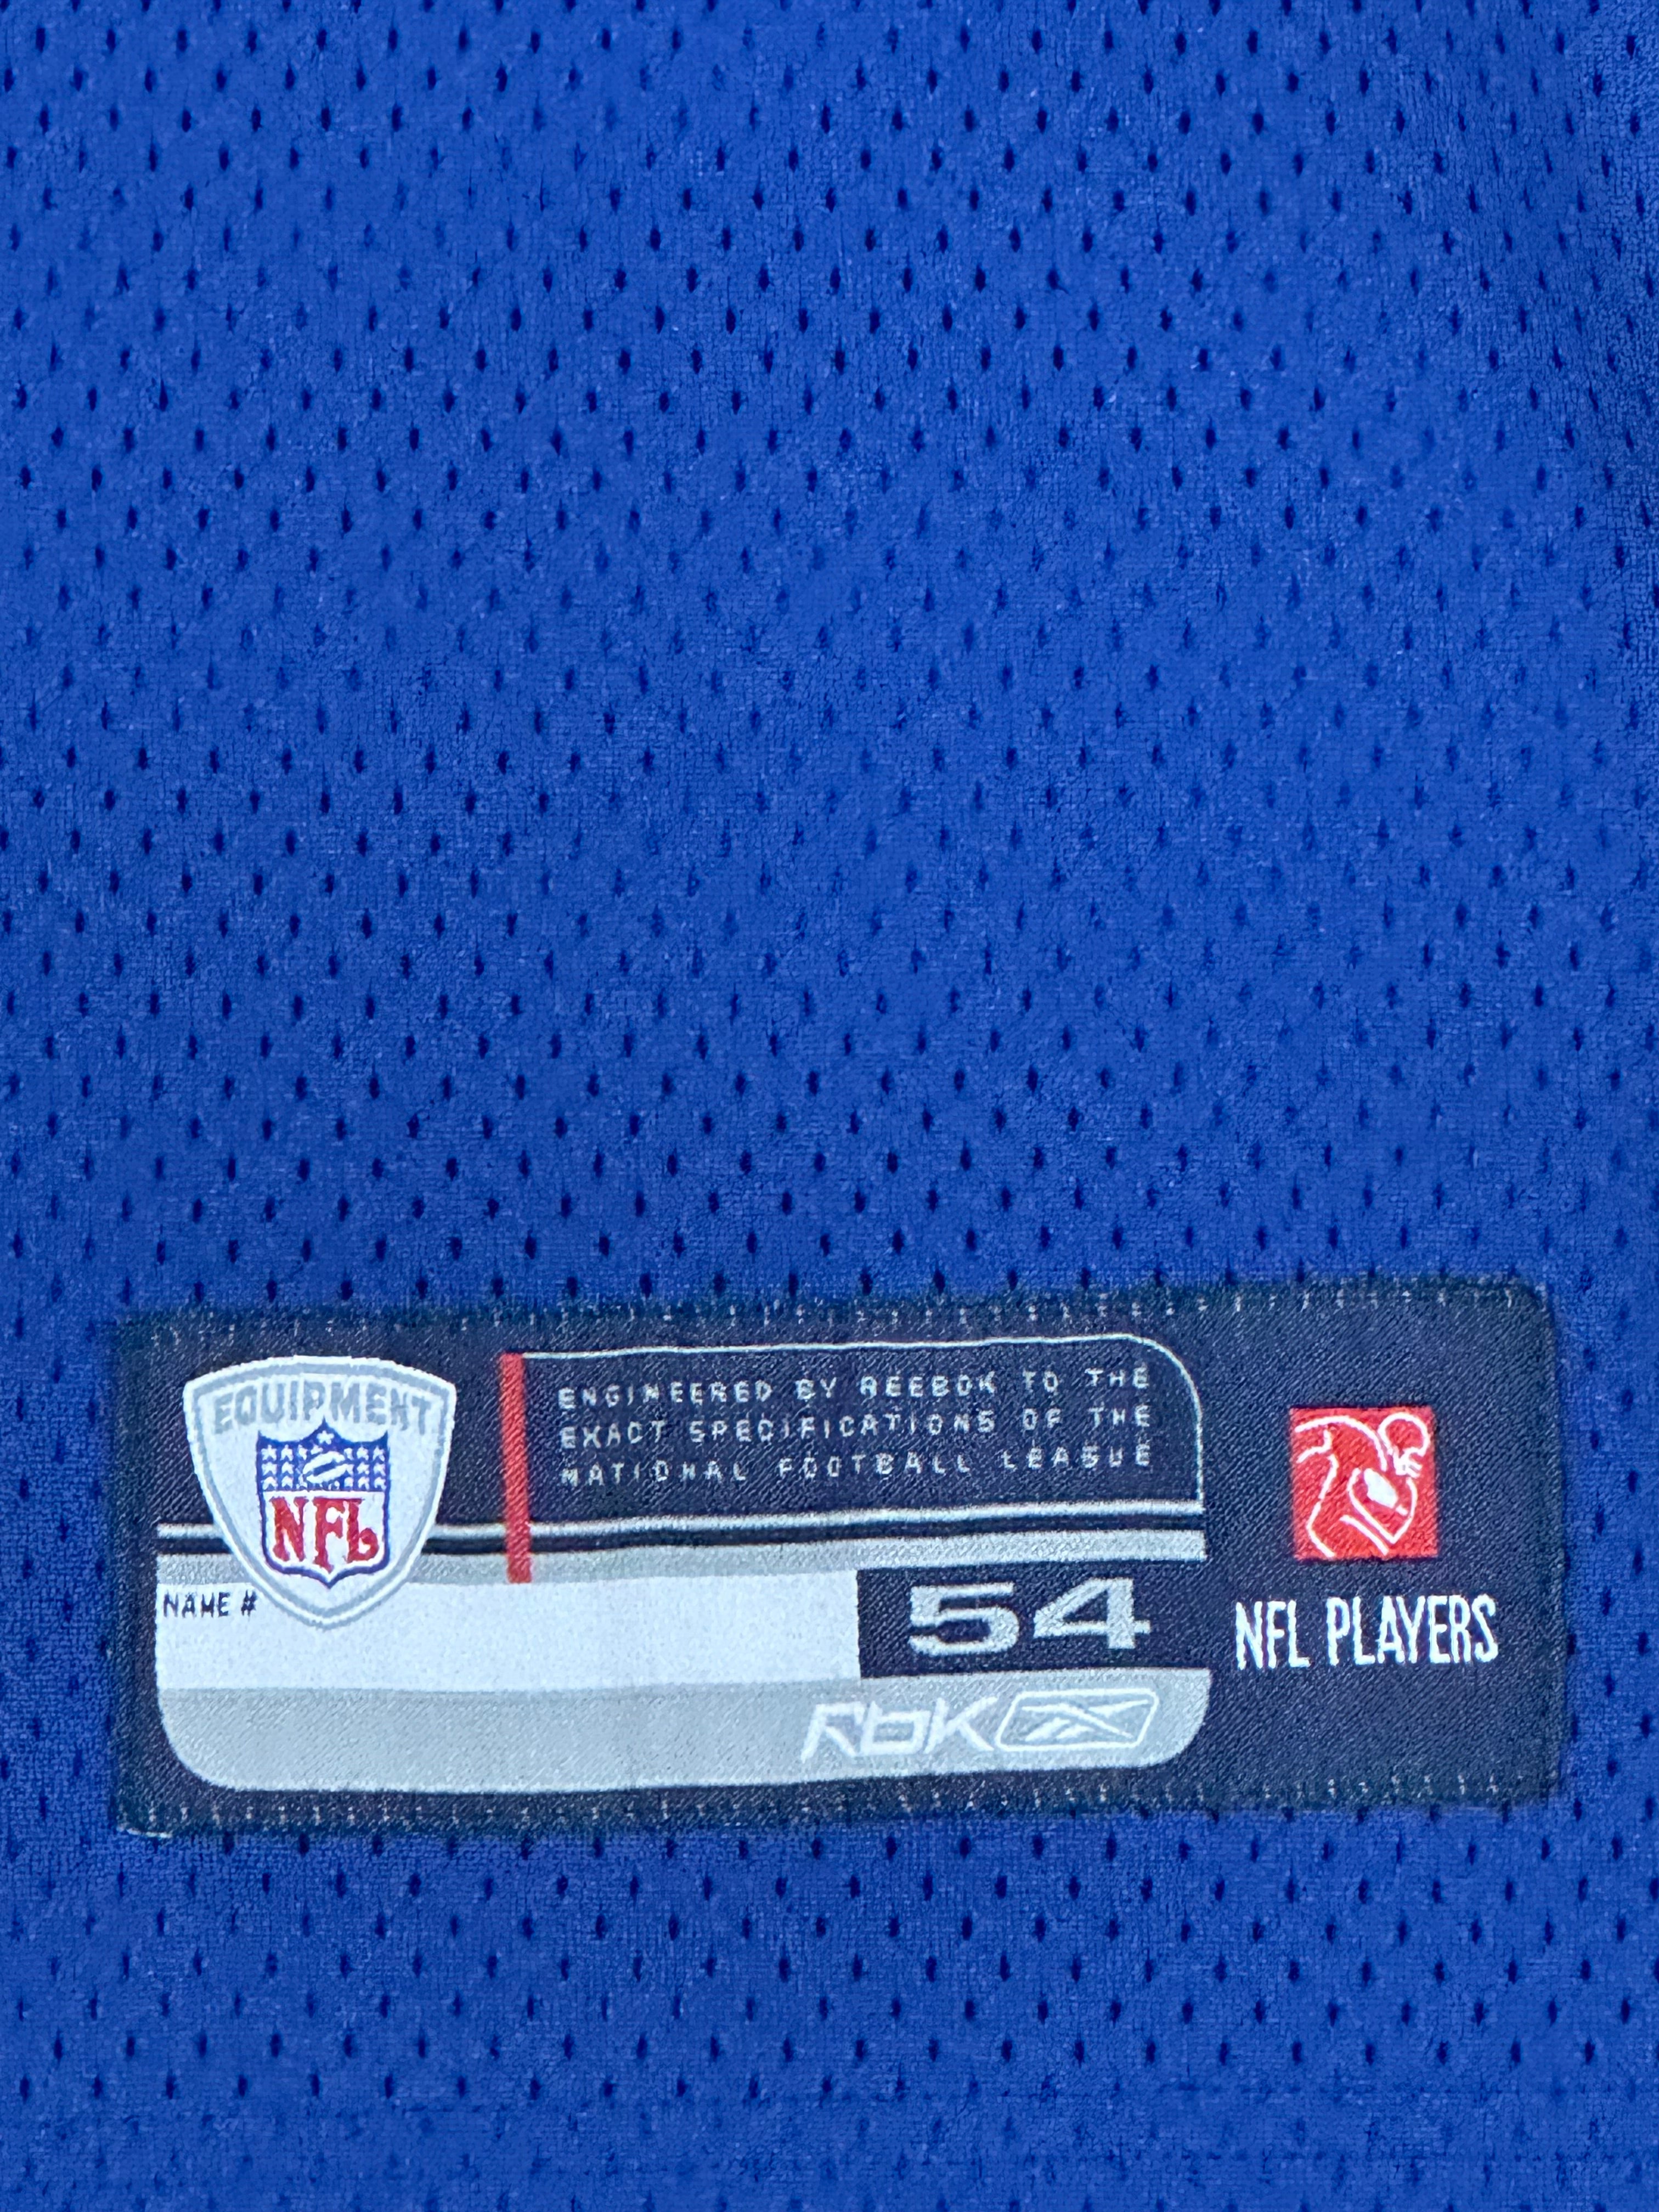 EQUIPMENT
NFL
ENGINEERED BY REEBOK TO THE
EXACT SPECIFICATIONS OF THE
NATIONAL FOOTBALL LEAGUE
NAME #
54
RbK
NFL PLAYERS